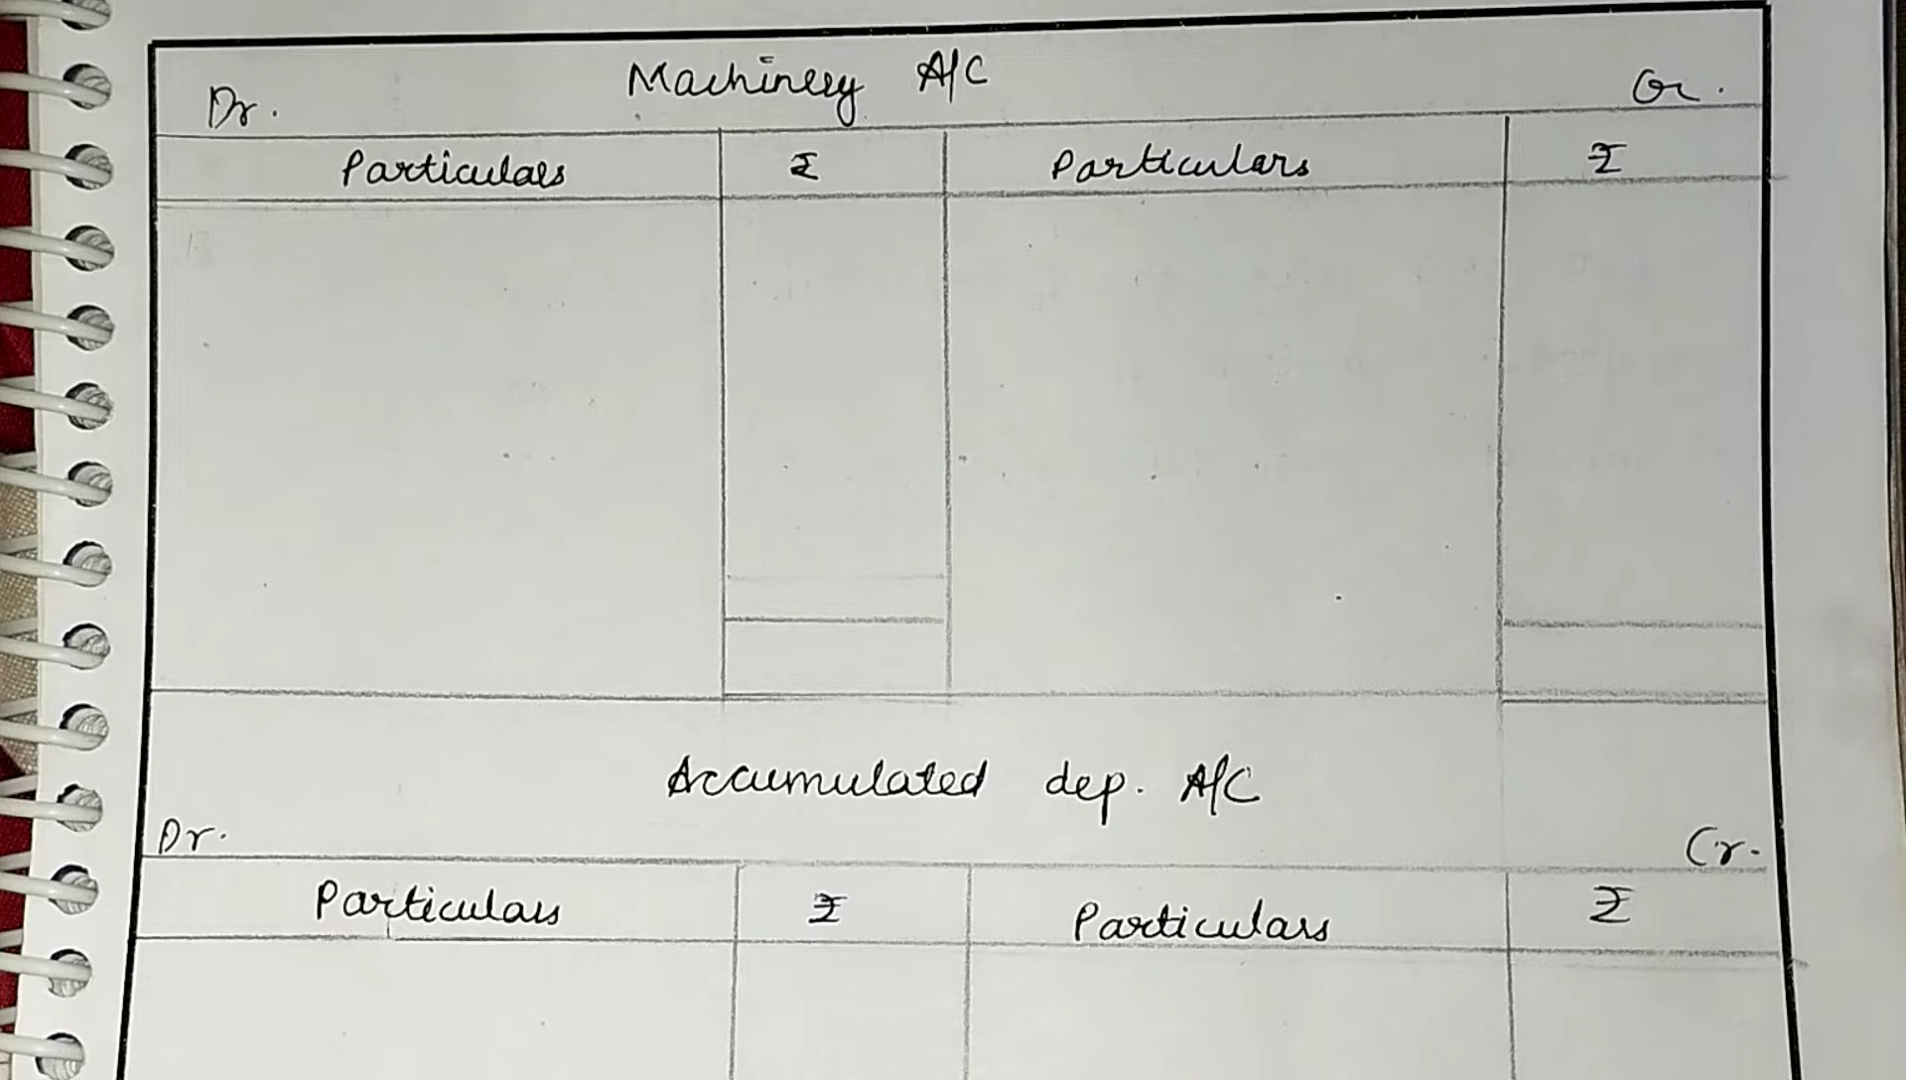 Machinery A/C
Dr. Cr.
Particulars ₹ Particulars ₹
Accumulated dep. A/C
Dr. Cr.
Particulars ₹ Particulars ₹